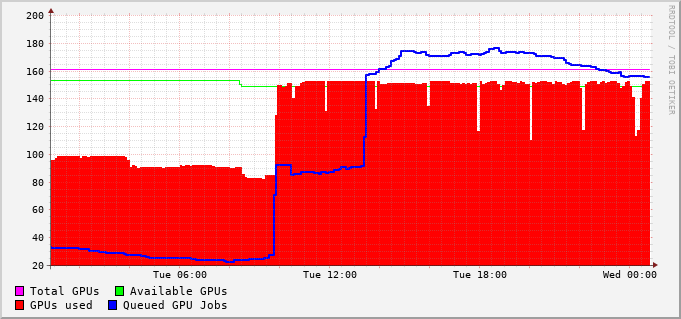 200
180
160
140
120
100
80
60
40
20
Tue 06:00 Tue 12:00 Tue 18:00 Wed 00:00
Total GPUs Available GPUs
GPUs used Queued GPU Jobs
RRDTOOL / TOBI OETIKER